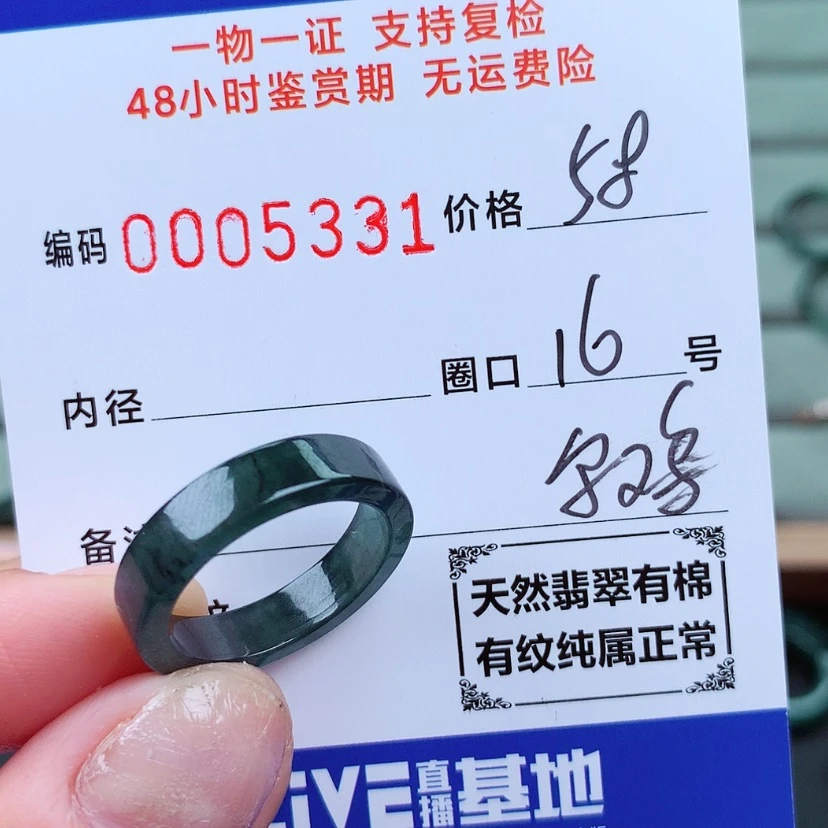 一物一证 支持复检
48小时鉴赏期 无运费险
编码 0005331 价格 58
内径 圈口 16 号
备
天然翡翠有棉
有纹纯属正常
LIVE 直播基地